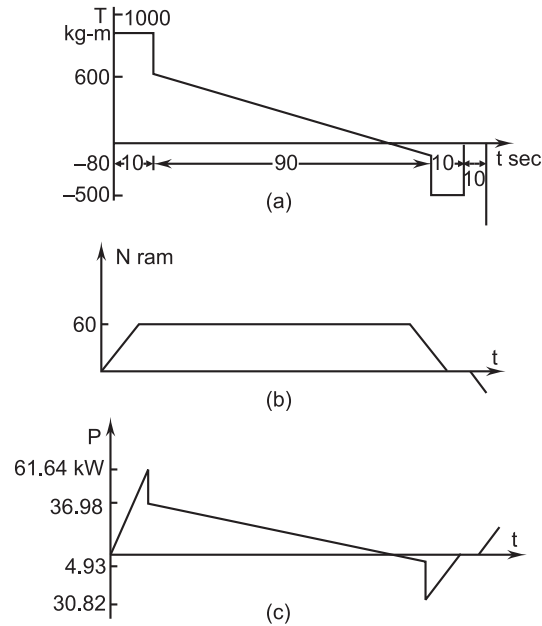 T
1000
kg-m
600
–80
10
90
10
10
t sec
–500
(a)
N ram
60
t
(b)
P
61.64 kW
36.98
t
4.93
30.82
(c)